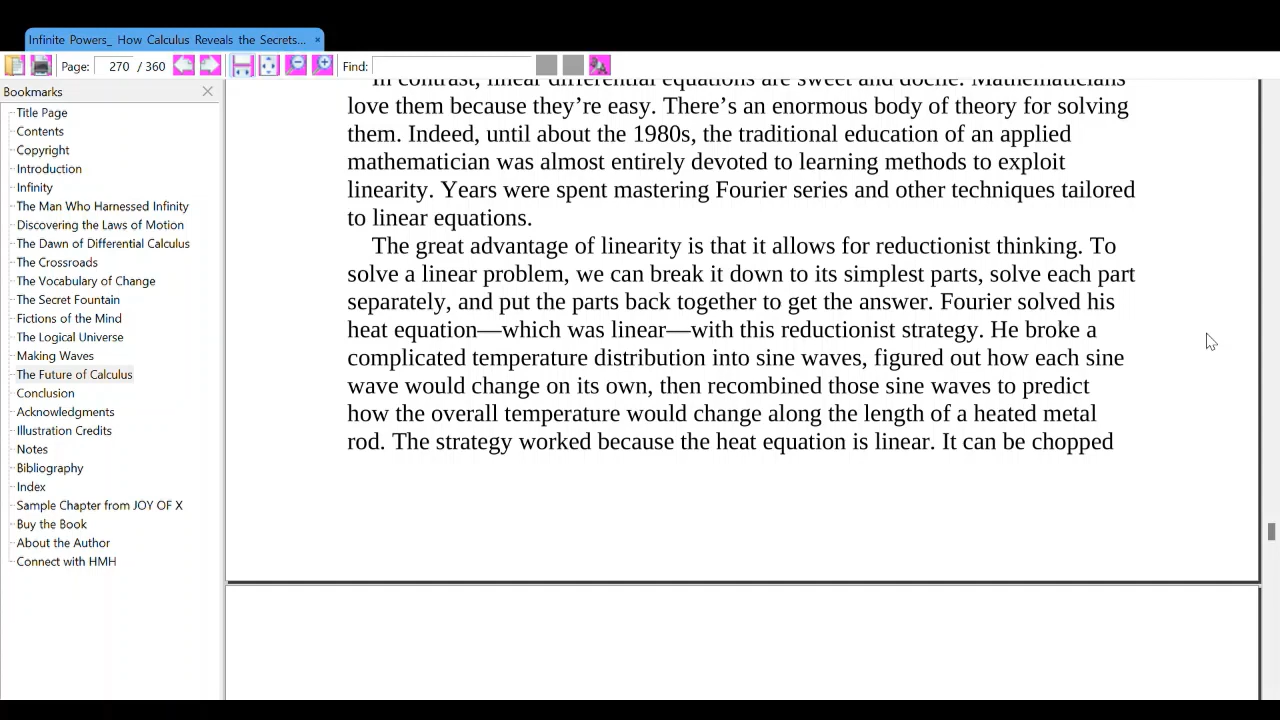 Infinite Powers_ How Calculus Reveals the Secrets... ×
Page: 270 / 360 Find:
Bookmarks
Title Page
Contents
Copyright
Introduction
Infinity
The Man Who Harnessed Infinity
Discovering the Laws of Motion
The Dawn of Differential Calculus
The Crossroads
The Vocabulary of Change
The Secret Fountain
Fictions of the Mind
The Logical Universe
Making Waves
The Future of Calculus
Conclusion
Acknowledgments
Illustration Credits
Notes
Bibliography
Index
Sample Chapter from JOY OF X
Buy the Book
About the Author
Connect with HMH
In contrast, linear differential equations are sweet and docile. Mathematicians
love them because they’re easy. There’s an enormous body of theory for solving
them. Indeed, until about the 1980s, the traditional education of an applied
mathematician was almost entirely devoted to learning methods to exploit
linearity. Years were spent mastering Fourier series and other techniques tailored
to linear equations.
The great advantage of linearity is that it allows for reductionist thinking. To
solve a linear problem, we can break it down to its simplest parts, solve each part
separately, and put the parts back together to get the answer. Fourier solved his
heat equation—which was linear—with this reductionist strategy. He broke a
complicated temperature distribution into sine waves, figured out how each sine
wave would change on its own, then recombined those sine waves to predict
how the overall temperature would change along the length of a heated metal
rod. The strategy worked because the heat equation is linear. It can be chopped